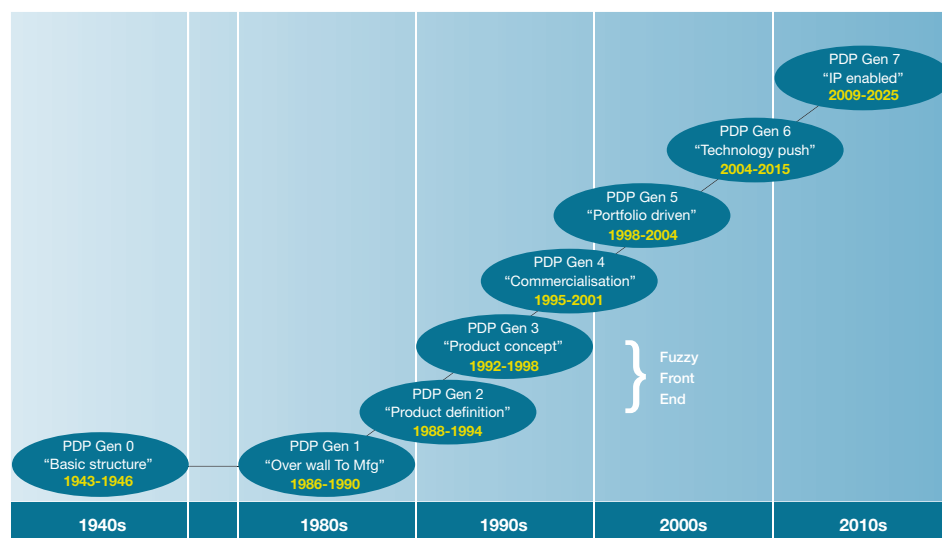 PDP Gen 7
“IP enabled”
2009-2025
PDP Gen 6
“Technology push”
2004-2015
PDP Gen 5
“Portfolio driven”
1998-2004
PDP Gen 4
“Commercialisation”
1995-2001
PDP Gen 3
“Product concept”
1992-1998
}
Fuzzy
Front
End
PDP Gen 2
“Product definition”
1988-1994
PDP Gen 0
“Basic structure”
1943-1946
PDP Gen 1
“Over wall To Mfg”
1986-1990
1940s
1980s
1990s
2000s
2010s